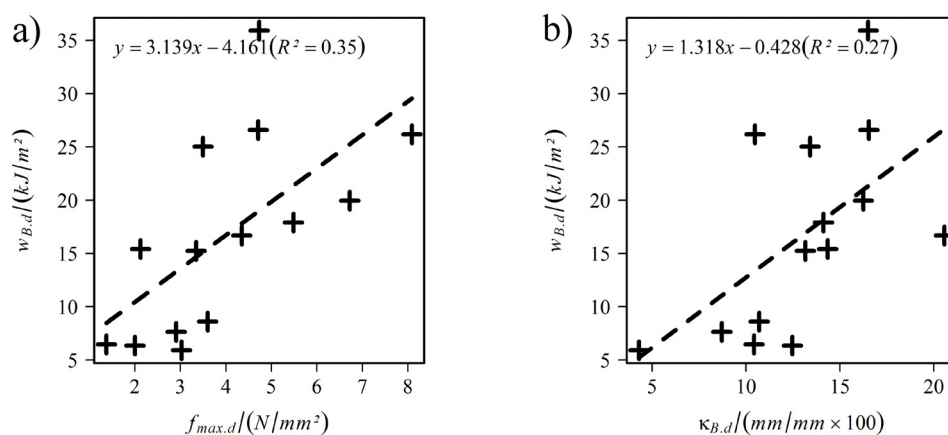 a)
y = 3.139x – 4.161(R² = 0.35)
35
30
25
20
15
10
5
w_B.d/(kJ/m²)
2 3 4 5 6 7 8
f_max.d/(N/mm²)
b)
y = 1.318x – 0.428(R² = 0.27)
35
30
25
20
15
10
5
w_B.d/(kJ/m²)
5 10 15 20
κ_B.d/(mm/mm × 100)